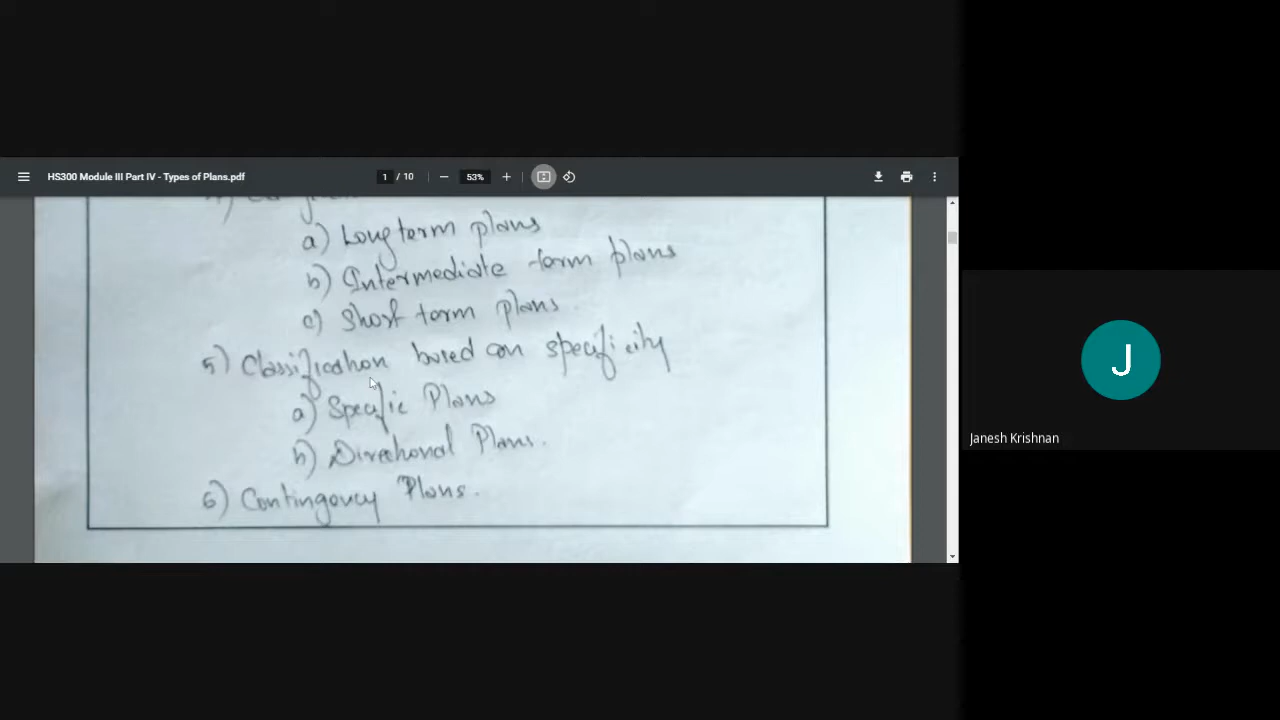 HS300 Module III Part IV - Types of Plans.pdf
1 / 10
53%
a) Long term plans
b) Intermediate term plans
c) Short term plans.
5) Classification based on specificity
a) Specific Plans
b) Directional Plans.
6) Contingency Plans.
J
Janesh Krishnan